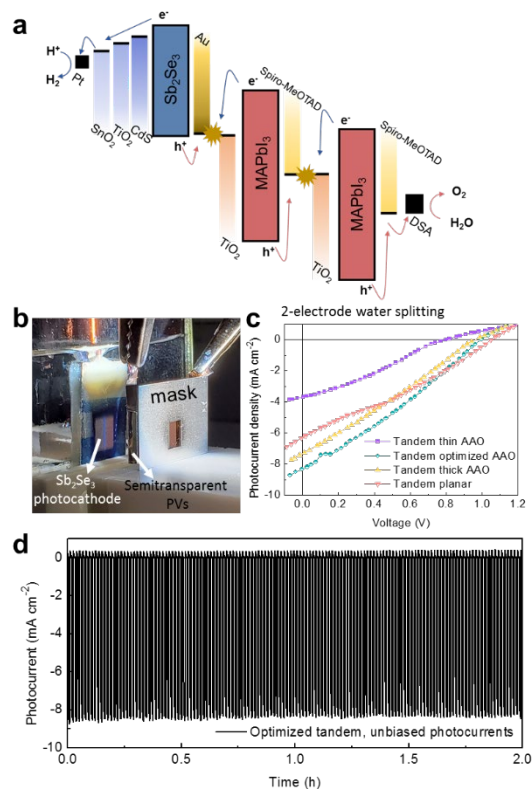 a
e⁻
H⁺
H₂
Pt
SnO₂
TiO₂
CdS
Sb₂Se₃
h⁺
Au
TiO₂
e⁻
MAPbI₃
h⁺
Spiro-MeOTAD
TiO₂
e⁻
MAPbI₃
h⁺
Spiro-MeOTAD
DSA
O₂
H₂O
b
mask
Sb₂Se₃
photocathode
Semitransparent
PVs
c
2-electrode water splitting
Photocurrent density (mA cm⁻²)
2
0
-2
-4
-6
-8
-10
Tandem thin AAO
Tandem optimized AAO
Tandem thick AAO
Tandem planar
0.0 0.2 0.4 0.6 0.8 1.0 1.2
Voltage (V)
d
Photocurrent (mA cm⁻²)
0
-2
-4
-6
-8
-10
Optimized tandem, unbiased photocurrents
0.0 0.5 1.0 1.5 2.0
Time (h)